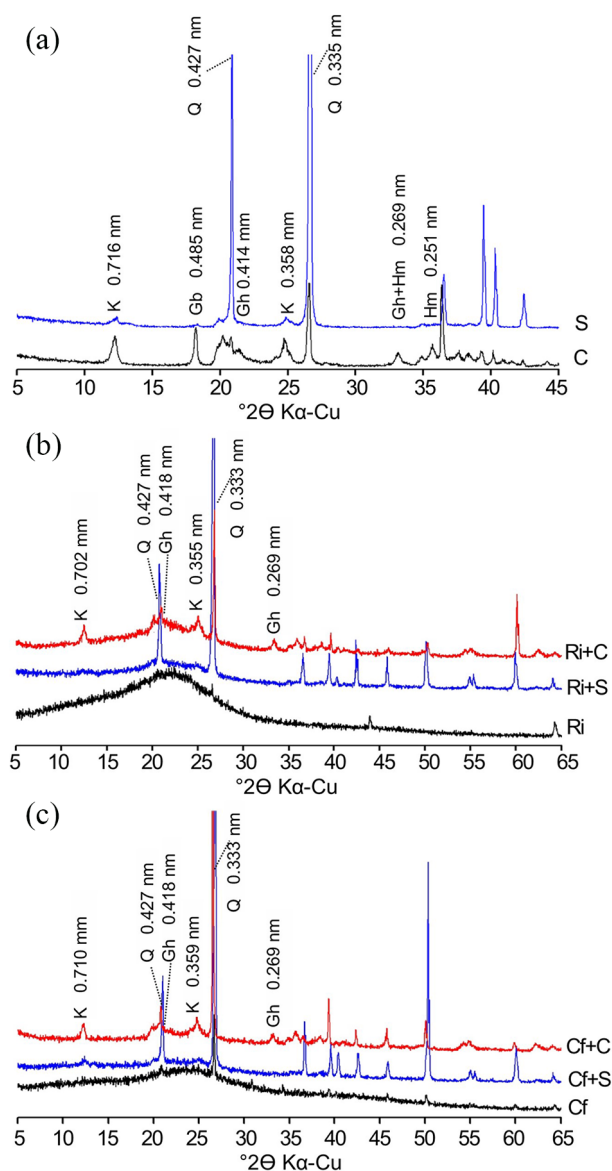 (a)
K 0.716 nm
Gb 0.485 nm
Q 0.427 nm
Gh 0.414 mm
K 0.358 nm
Q 0.335 nm
Gh+Hm 0.269 nm
Hm 0.251 nm
S
C
5 10 15 20 25 30 35 40 45
°2ϴ Kα-Cu
(b)
K 0.702 mm
Q 0.427 nm
Gh 0.418 nm
K 0.355 nm
Q 0.333 nm
Gh 0.269 nm
Ri+C
Ri+S
Ri
5 10 15 20 25 30 35 40 45 50 55 60 65
°2ϴ Kα-Cu
(c)
K 0.710 mm
Q 0.427 nm
Gh 0.418 nm
K 0.359 nm
Q 0.333 nm
Gh 0.269 nm
Cf+C
Cf+S
Cf
5 10 15 20 25 30 35 40 45 50 55 60 65
°2ϴ Kα-Cu